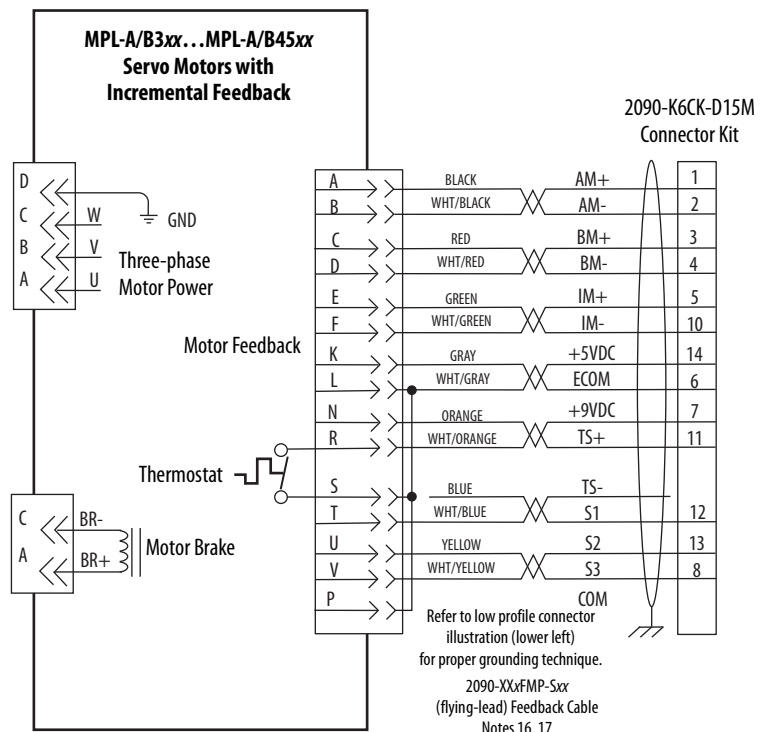 MPL-A/B3xx…MPL-A/B45xx
Servo Motors with
Incremental Feedback
2090-K6CK-D15M
Connector Kit
D
C W GND
B V Three-phase
A U Motor Power
Motor Feedback
A BLACK AM+ 1
B WHT/BLACK AM- 2
C RED BM+ 3
D WHT/RED BM- 4
E GREEN IM+ 5
F WHT/GREEN IM- 10
K GRAY +5VDC 14
L WHT/GRAY ECOM 6
N ORANGE +9VDC 7
R WHT/ORANGE TS+ 11
Thermostat
S BLUE TS-
T WHT/BLUE S1 12
U YELLOW S2 13
V WHT/YELLOW S3 8
P COM
C BR-
Motor Brake
A BR+
Refer to low profile connector
illustration (lower left)
for proper grounding technique.
2090-XXxFMP-Sxx
(flying-lead) Feedback Cable
Notes 16, 17